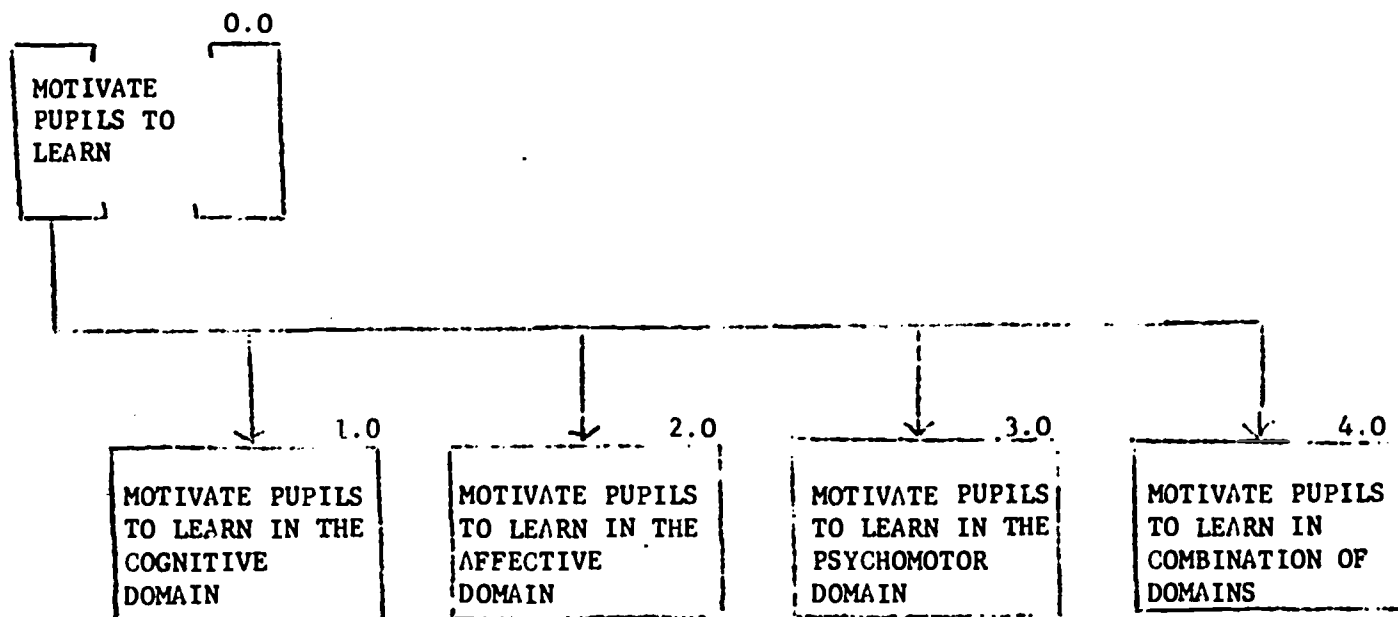 0.0
MOTIVATE
PUPILS TO
LEARN
1.0
MOTIVATE PUPILS
TO LEARN IN THE
COGNITIVE
DOMAIN
2.0
MOTIVATE PUPILS
TO LEARN IN THE
AFFECTIVE
DOMAIN
3.0
MOTIVATE PUPILS
TO LEARN IN THE
PSYCHOMOTOR
DOMAIN
4.0
MOTIVATE PUPILS
TO LEARN IN
COMBINATION OF
DOMAINS